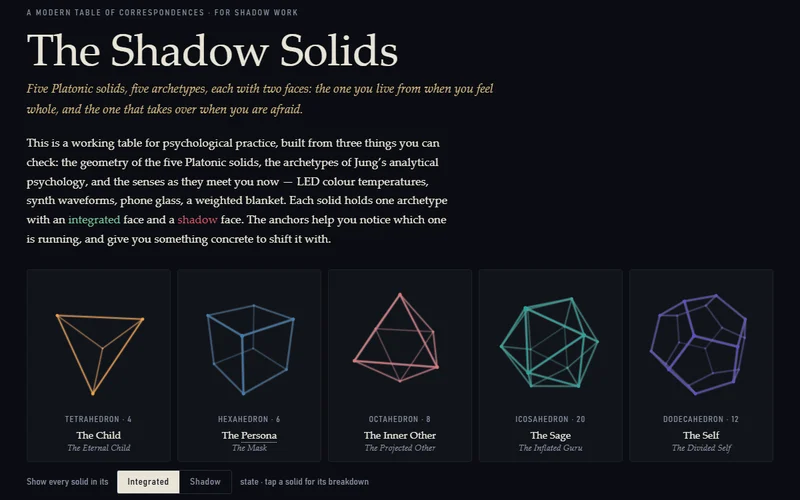 A MODERN TABLE OF CORRESPONDENCES · FOR SHADOW WORK
The Shadow Solids
Five Platonic solids, five archetypes, each with two faces: the one you live from when you feel
whole, and the one that takes over when you are afraid.
This is a working table for psychological practice, built from three things you can
check: the geometry of the five Platonic solids, the archetypes of Jung’s analytical
psychology, and the senses as they meet you now — LED colour temperatures,
synth waveforms, phone glass, a weighted blanket. Each solid holds one archetype
with an integrated face and a shadow face. The anchors help you notice which one
is running, and give you something concrete to shift it with.
TETRAHEDRON · 4
The Child
The Eternal Child
HEXAHEDRON · 6
The Persona
The Mask
OCTAHEDRON · 8
The Inner Other
The Projected Other
ICOSAHEDRON · 20
The Sage
The Inflated Guru
DODECAHEDRON · 12
The Self
The Divided Self
Show every solid in its Integrated Shadow state · tap a solid for its breakdown